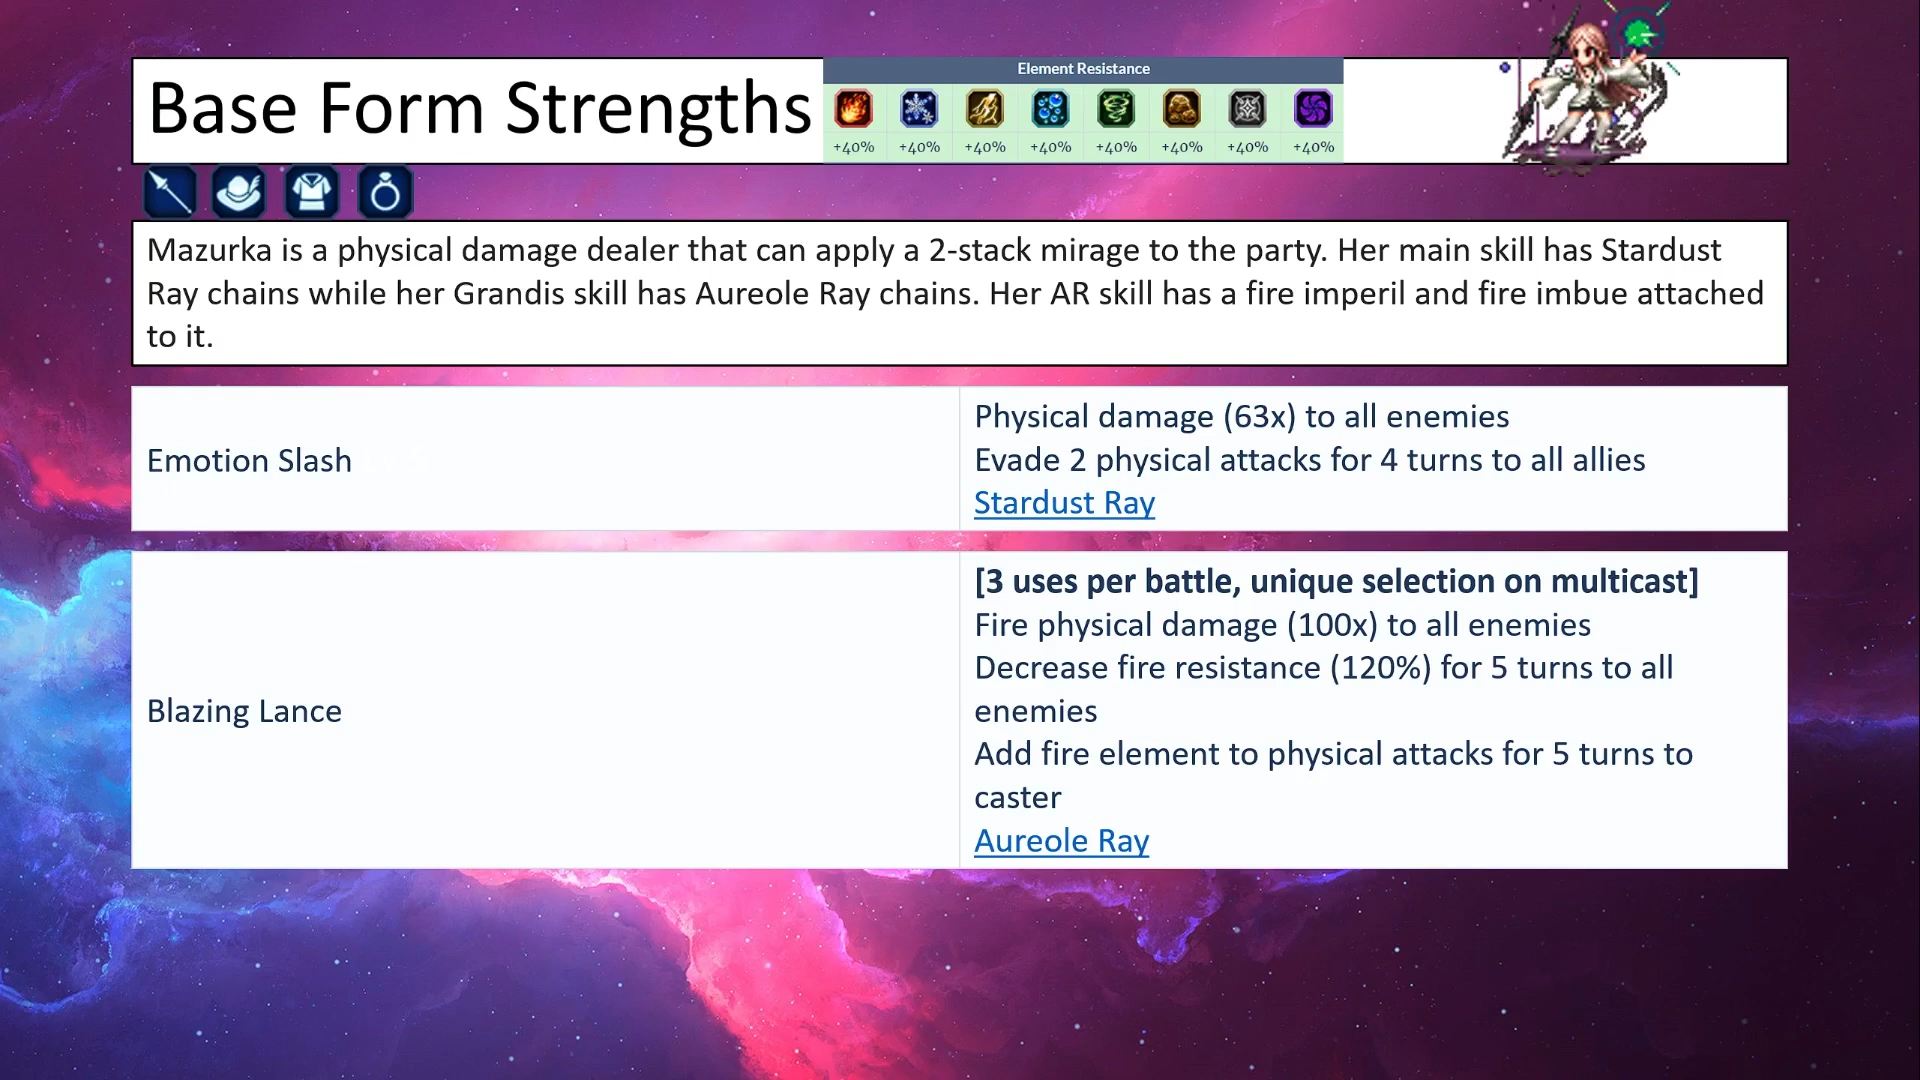 Base Form Strengths
Element Resistance
+40% +40% +40% +40% +40% +40% +40% +40%
Mazurka is a physical damage dealer that can apply a 2-stack mirage to the party. Her main skill has Stardust
Ray chains while her Grandis skill has Aureole Ray chains. Her AR skill has a fire imperil and fire imbue attached
to it.
Emotion Slash
Physical damage (63x) to all enemies
Evade 2 physical attacks for 4 turns to all allies
Stardust Ray
Blazing Lance
[3 uses per battle, unique selection on multicast]
Fire physical damage (100x) to all enemies
Decrease fire resistance (120%) for 5 turns to all
enemies
Add fire element to physical attacks for 5 turns to
caster
Aureole Ray